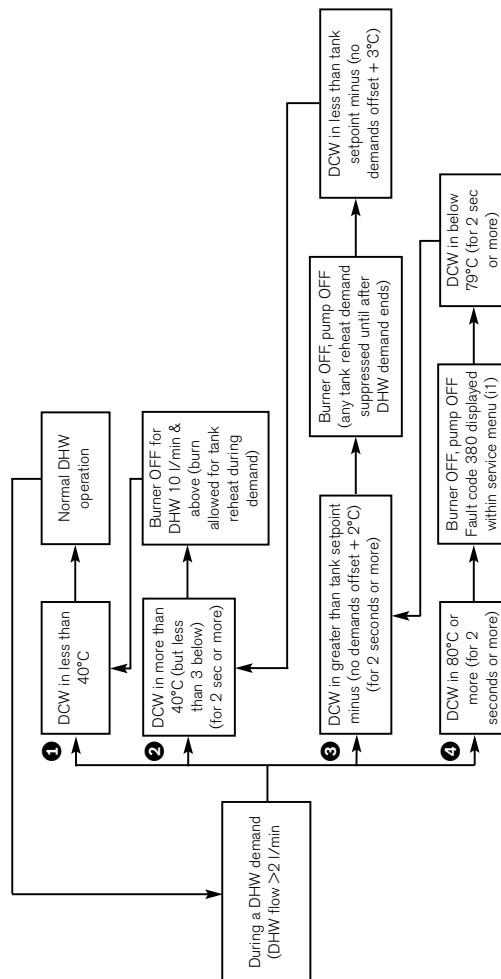 During a DHW demand
(DHW flow >2 l/min
1
DCW in less than
40°C
Normal DHW
operation
2
DCW in more than
40°C (but less
than 3 below)
(for 2 sec or more)
Burner OFF for
DHW 10 l/min &
above (burn
allowed for tank
reheat during
demand)
3
DCW in greater than tank setpoint
minus (no demands offset + 2°C)
(for 2 seconds or more)
Burner OFF, pump OFF
(any tank reheat demand
suppressed until after
DHW demand ends)
DCW in less than tank
setpoint minus (no
demands offset + 3°C)
4
DCW in 80°C or
more (for 2
seconds or more)
Burner OFF, pump OFF
Fault code 380 displayed
within service menu (i1)
DCW in below
79°C (for 2 sec
or more)